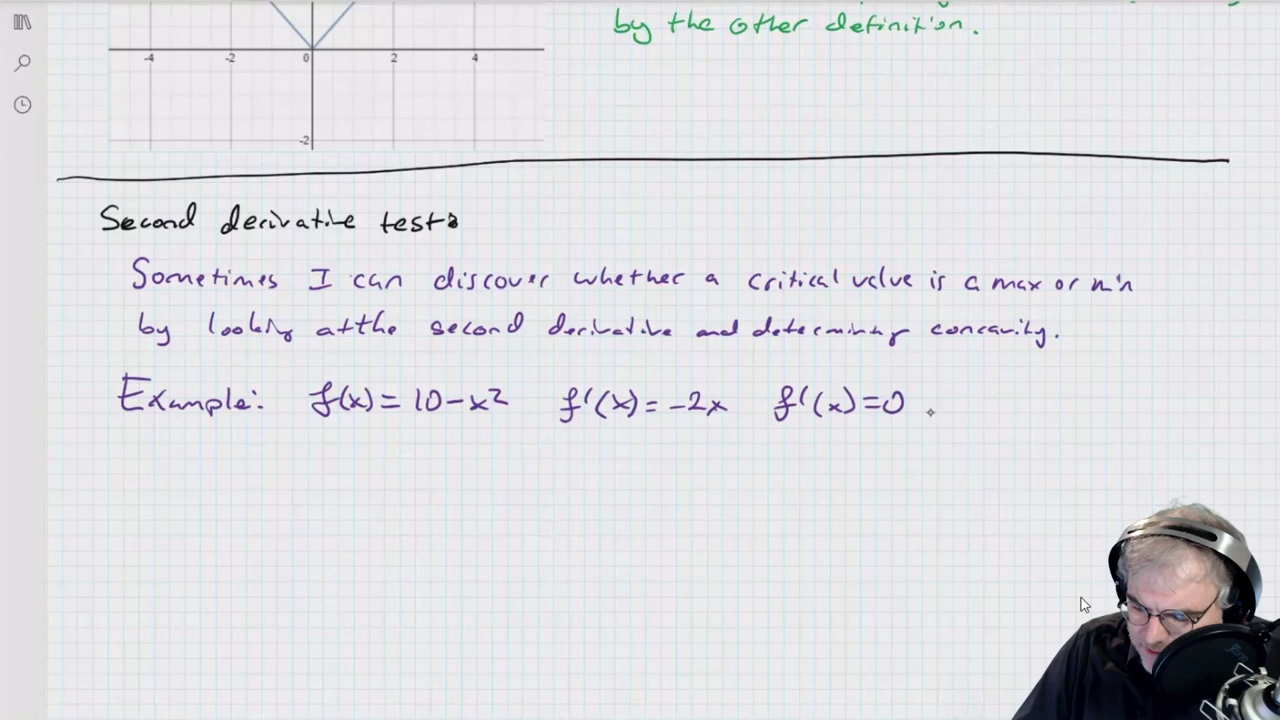 by the other definition.
-4 -2 0 2 4
-2
Second derivative test:
Sometimes I can discover whether a critical value is a max or min
by looking at the second derivative and determining concavity.
Example: f(x) = 10 - x² f'(x) = -2x f'(x) = 0